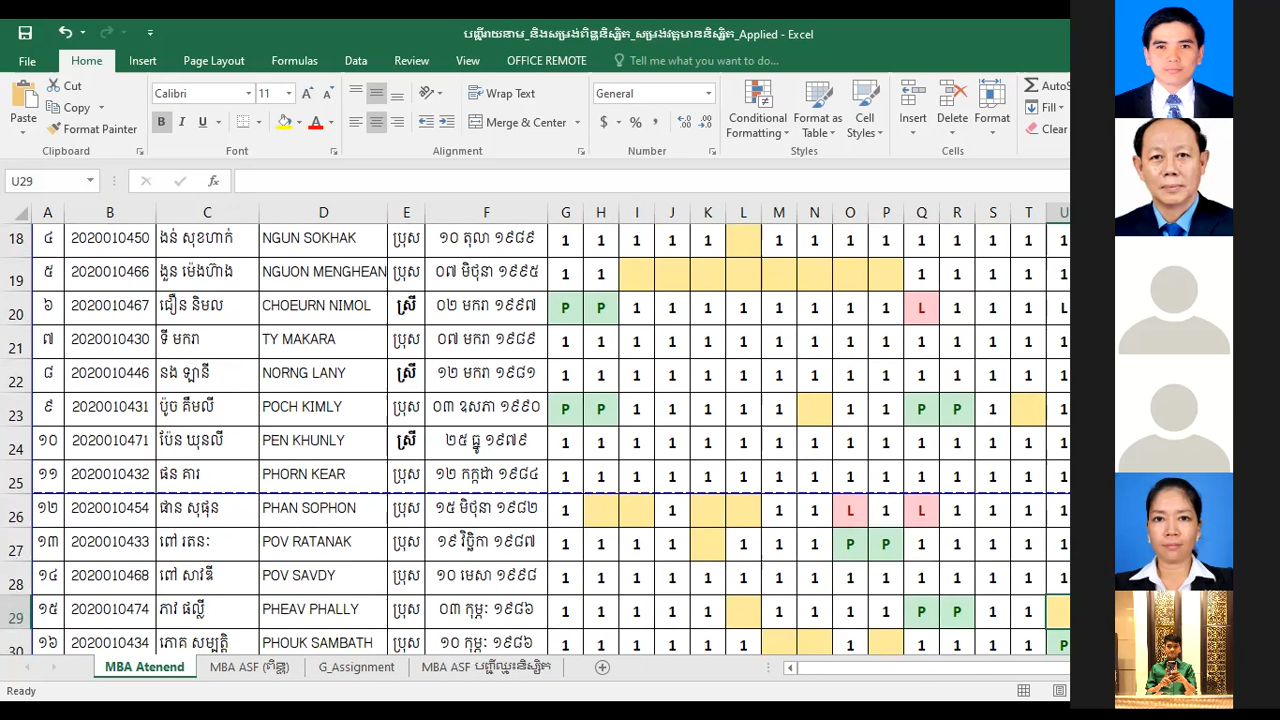 បញ្ជីរាយនាម_និងសម្រង់ពិន្ទុនិស្សិត_សម្រង់វត្តមាននិស្សិត_Applied - Excel
File Home Insert Page Layout Formulas Data Review View OFFICE REMOTE Tell me what you want to do...
Paste Cut Copy Format Painter Calibri 11 B I U Wrap Text Merge & Center General $ % Conditional Formatting Format as Table Cell Styles Insert Delete Format AutoS Fill Clear
Clipboard Font Alignment Number Styles Cells
U29 fx
A B C D E F G H I J K L M N O P Q R S T U
18 ៤ 2020010450 ងន់ សុខហាក់ NGUN SOKHAK ប្រុស ១០ តុលា ១៩៨៩ 1 1 1 1 1 1 1 1 1 1 1 1 1 1
19 ៥ 2020010466 ងួន ម៉េងហ៊ាង NGUON MENGHEAN ប្រុស ០៧ មិថុនា ១៩៩៥ 1 1 1 1 1 1 1
20 ៦ 2020010467 ជឿន និមល CHOEURN NIMOL ស្រី ០២ មករា ១៩៩៧ P P 1 1 1 1 1 1 1 1 L 1 1 1 L
21 ៧ 2020010430 ទី មករា TY MAKARA ប្រុស ០៧ មករា ១៩៨៩ 1 1 1 1 1 1 1 1 1 1 1 1 1 1 1
22 ៨ 2020010446 នង ឡានី NORNG LANY ស្រី ១២ មករា ១៩៨១ 1 1 1 1 1 1 1 1 1 1 1 1 1 1 1
23 ៩ 2020010431 ប៉ូច គឹមលី POCH KIMLY ប្រុស ០៣ ឧសភា ១៩៩០ P P 1 1 1 1 1 1 1 P P 1 1
24 ១០ 2020010471 ប៉ែន ឃុនលី PEN KHUNLY ស្រី ២៥ ធ្នូ ១៩៧៩ 1 1 1 1 1 1 1 1 1 1 1 1 1 1 1
25 ១១ 2020010432 ផន គារ PHORN KEAR ប្រុស ១២ កក្កដា ១៩៨៤ 1 1 1 1 1 1 1 1 1 1 1 1 1 1 1
26 ១២ 2020010454 ផាន សុផុន PHAN SOPHON ប្រុស ១៥ មិថុនា ១៩៨២ 1 1 1 1 L 1 L 1 1 1 1
27 ១៣ 2020010433 ពៅ រតនៈ POV RATANAK ប្រុស ១៩ វិច្ឆិកា ១៩៨៧ 1 1 1 1 1 1 1 P P 1 1 1 1 1
28 ១៤ 2020010468 ពៅ សាវឌី POV SAVDY ប្រុស ១០ មេសា ១៩៩៨ 1 1 1 1 1 1 1 1 1 1 1 1 1 1 1
29 ១៥ 2020010474 ភាវ ផល្លី PHEAV PHALLY ប្រុស ០៣ កុម្ភៈ ១៩៨៦ 1 1 1 1 1 1 1 1 1 P P 1 1
30 ១៦ 2020010434 ភោគ សម្បត្តិ PHOUK SAMBATH ប្រុស ១០ កុម្ភៈ ១៩៨៦ 1 1 1 1 1 1 1 1 1 1 1 P
MBA Atenend MBA ASF (ពិន្ទុ) G_Assignment MBA ASF បញ្ជីឈ្មោះនិស្សិត
Ready